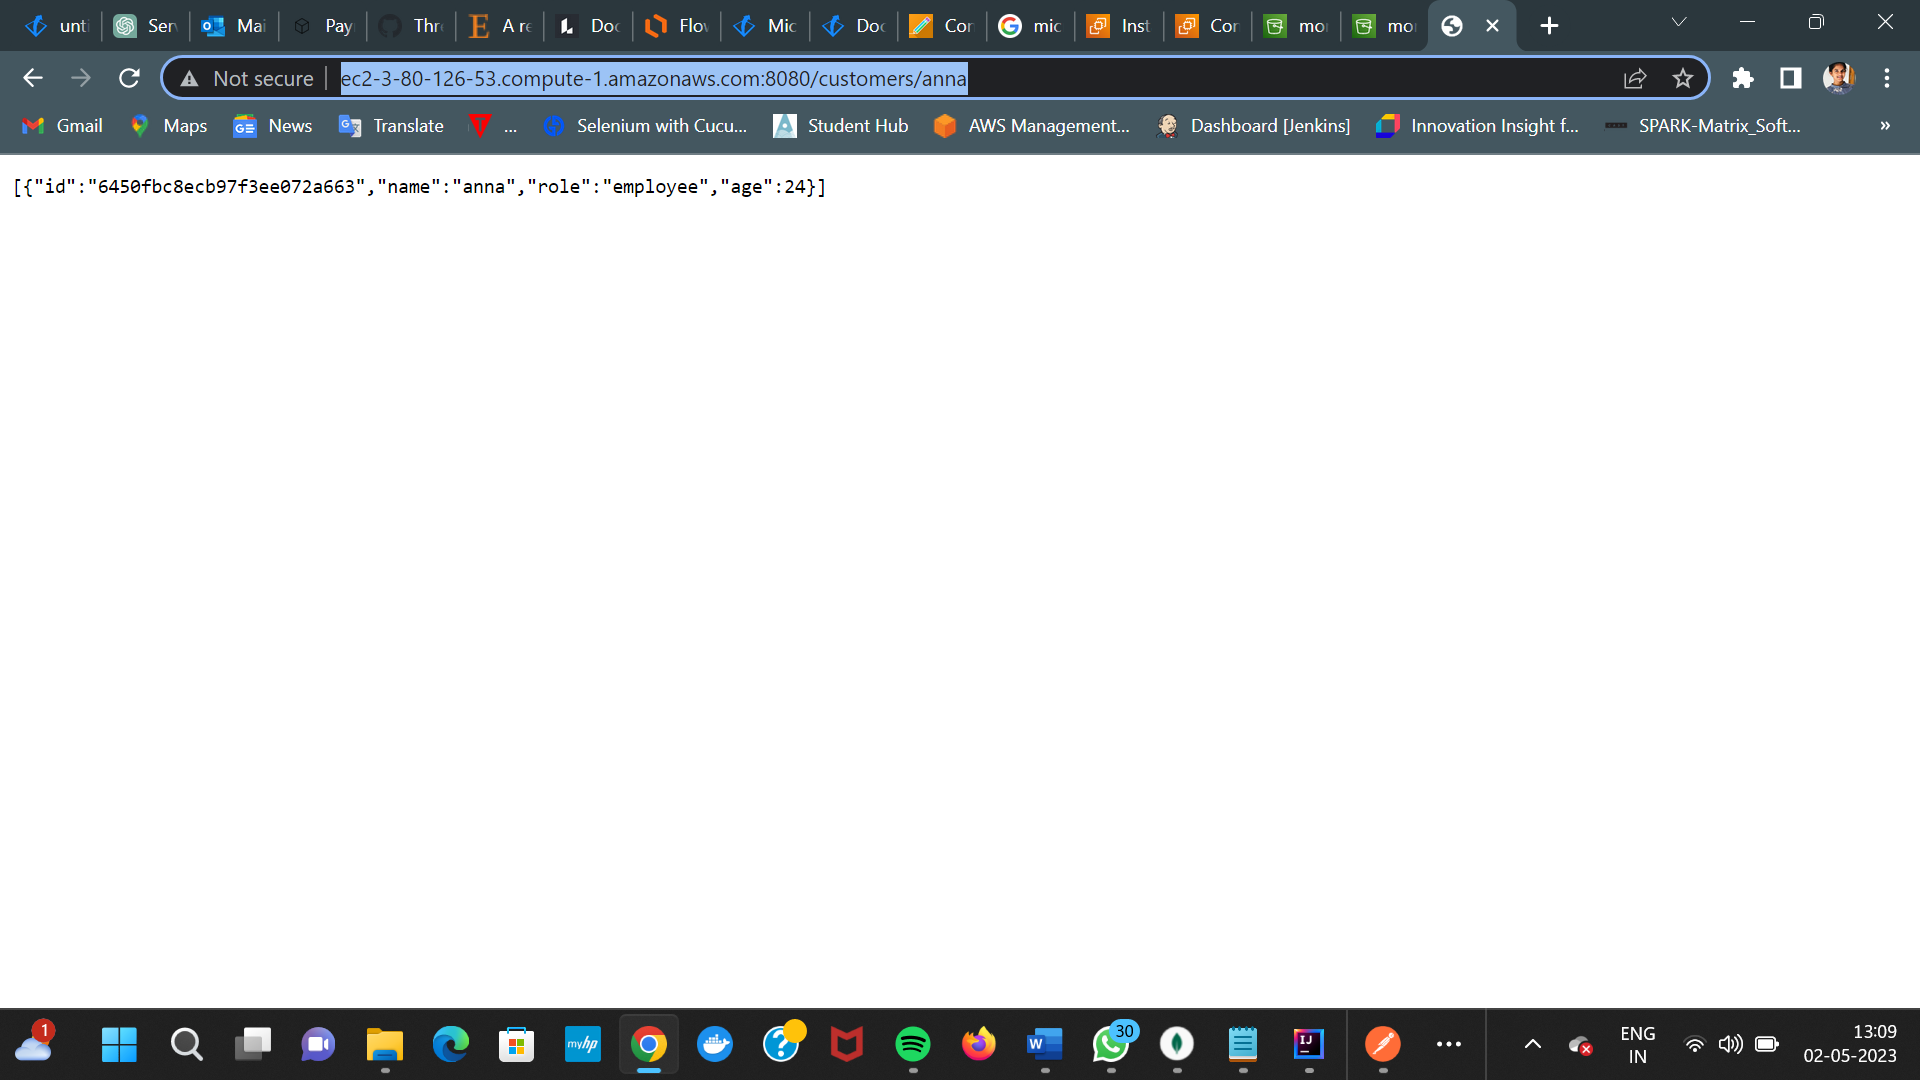 unti Ser Mai Pay Thr A re Doc Flov Mic Doc Cor mic Inst Cor mo mo
Not secure ec2-3-80-126-53.compute-1.amazonaws.com:8080/customers/anna
Gmail Maps News Translate ... Selenium with Cucu... Student Hub AWS Management... Dashboard [Jenkins] Innovation Insight f... SPARK-Matrix_Soft... »
[{"id":"6450fbc8ecb97f3ee072a663","name":"anna","role":"employee","age":24}]
1 myhp W 30 IJ ENG 13:09
IN 02-05-2023